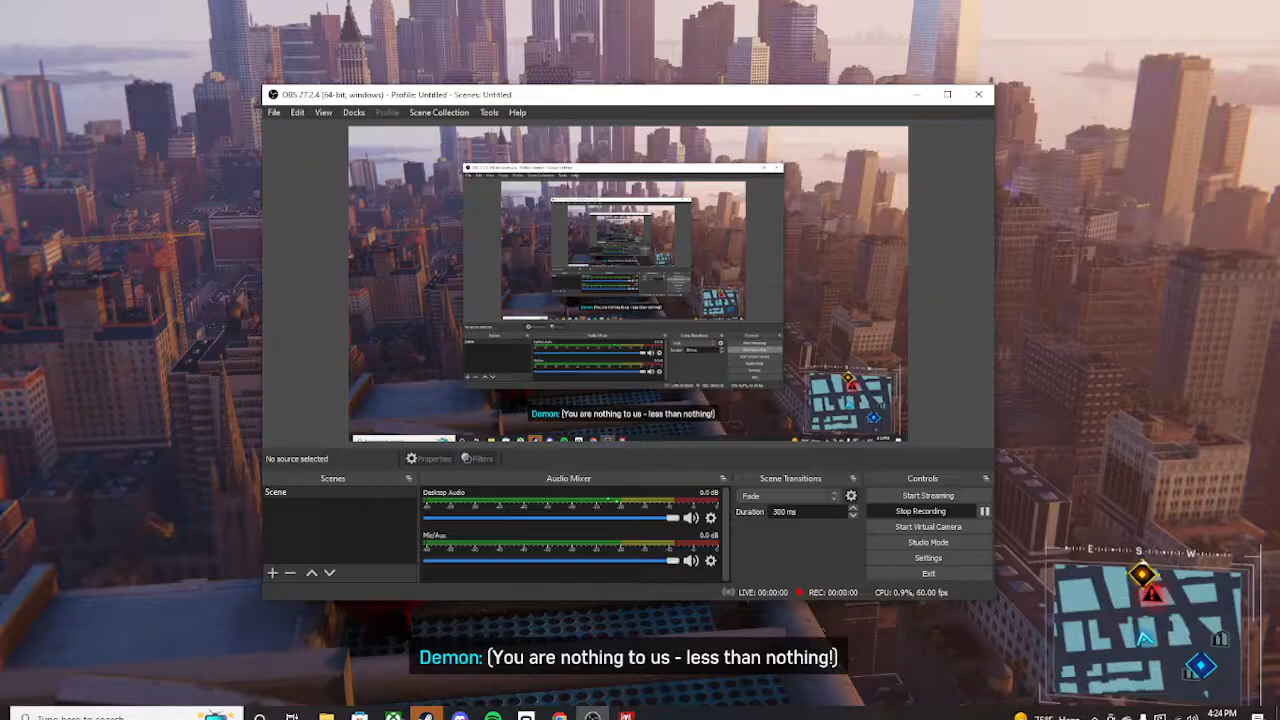 OBS 27.2.4 (64-bit, windows) - Profile: Untitled - Scenes: Untitled
File Edit View Docks Profile Scene Collection Tools Help
Demon: (You are nothing to us - less than nothing!)
No source selected Properties Filters
Scenes Audio Mixer Scene Transitions Controls
Scene
Desktop Audio 0.0 dB
Mic/Aux 0.0 dB
Fade
Duration 300 ms
Start Streaming
Stop Recording
Start Virtual Camera
Studio Mode
Settings
Exit
LIVE: 00:00:00 REC: 00:00:00 CPU: 0.9%, 60.00 fps
E S W
Demon: (You are nothing to us - less than nothing!)
Type here to search
4:24 PM